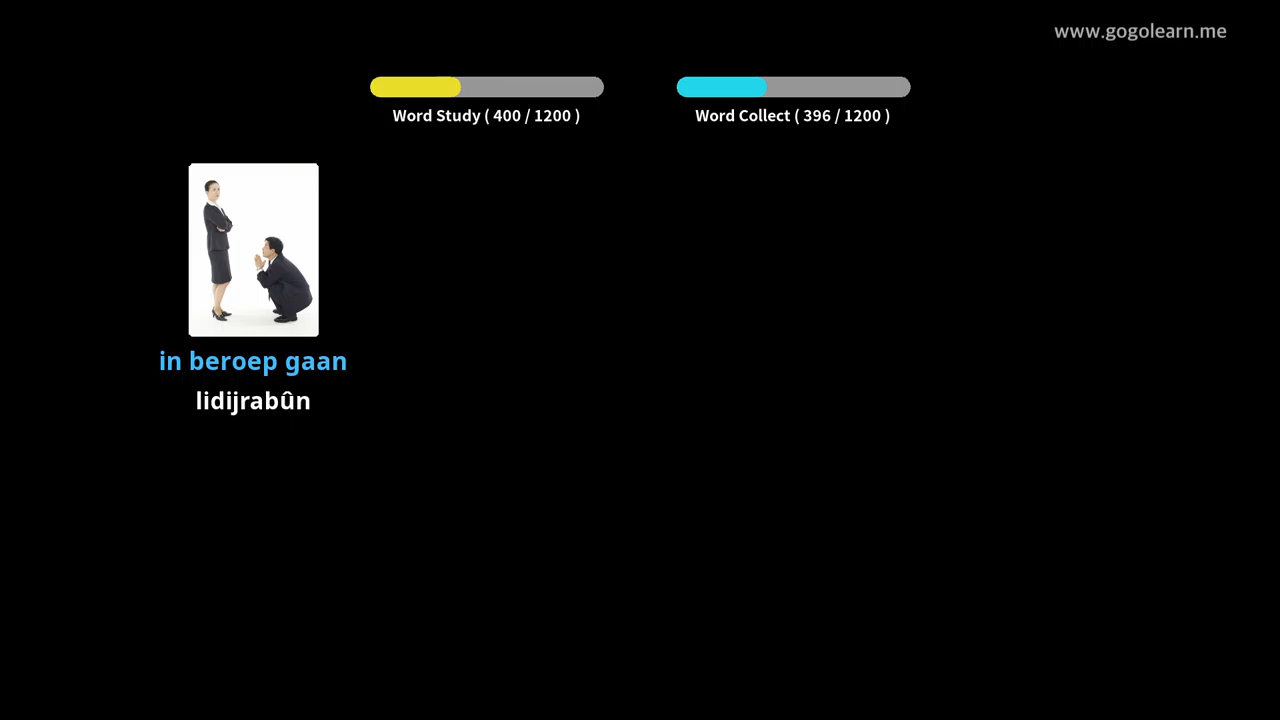 www.gogolearn.me
Word Study ( 400 / 1200 )
Word Collect ( 396 / 1200 )
in beroep gaan
lidijrabûn